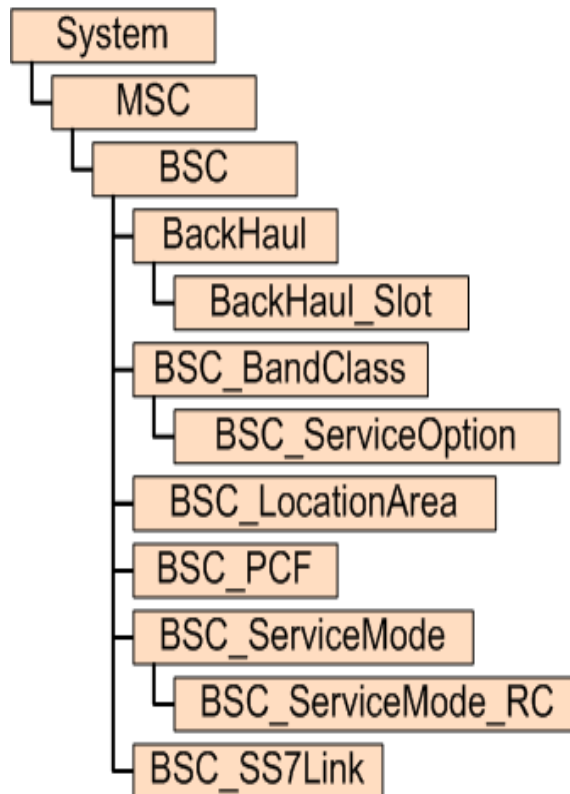 System
MSC
BSC
BackHaul
BackHaul_Slot
BSC_BandClass
BSC_ServiceOption
BSC_LocationArea
BSC_PCF
BSC_ServiceMode
BSC_ServiceMode_RC
BSC_SS7Link